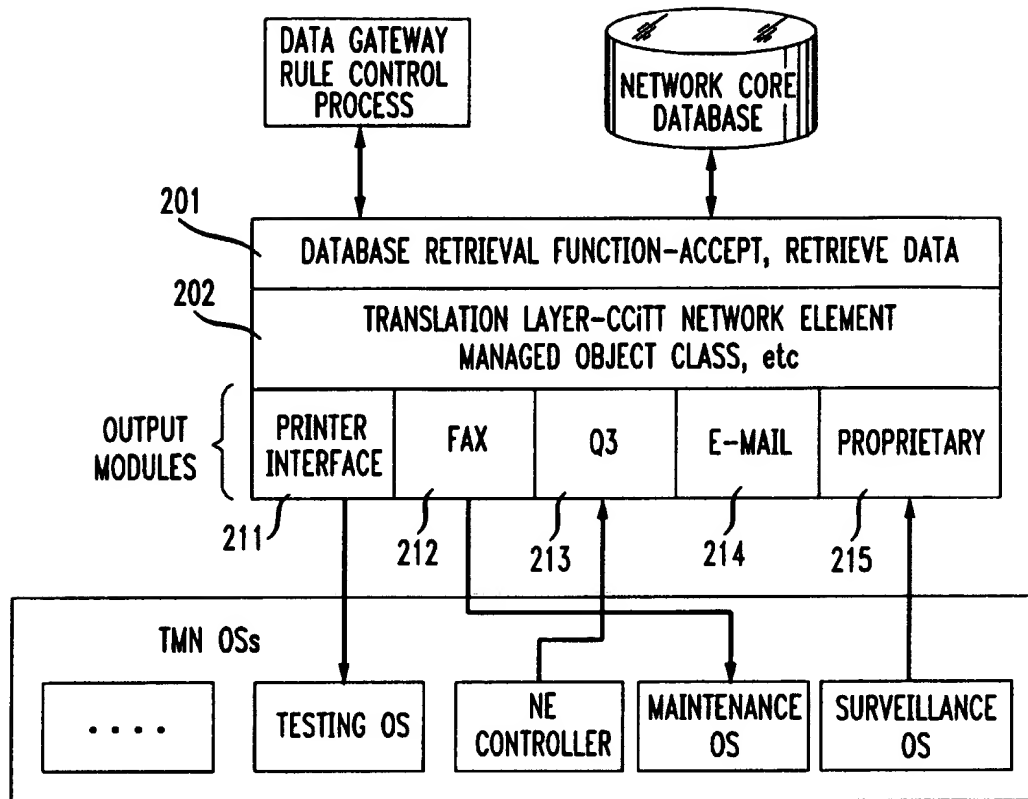 DATA GATEWAY
RULE CONTROL
PROCESS
NETWORK CORE
DATABASE
201
DATABASE RETRIEVAL FUNCTION-ACCEPT, RETRIEVE DATA
202
TRANSLATION LAYER-CCiTT NETWORK ELEMENT
MANAGED OBJECT CLASS, etc
OUTPUT
MODULES
PRINTER
INTERFACE
FAX
Q3
E-MAIL
PROPRIETARY
211
212
213
214
215
TMN OSs
....
TESTING OS
NE
CONTROLLER
MAINTENANCE
OS
SURVEILLANCE
OS